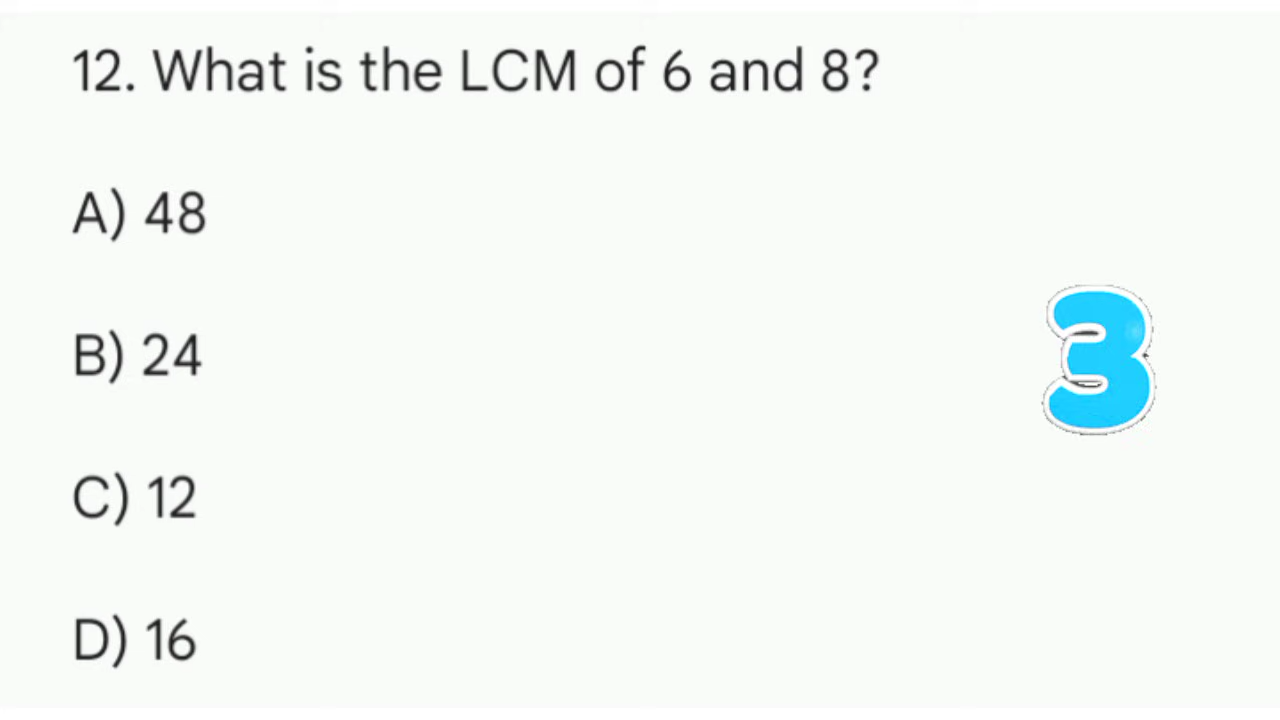 12. What is the LCM of 6 and 8?
A) 48
B) 24
3
C) 12
D) 16